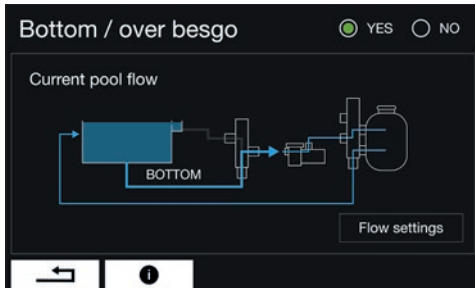 Bottom / over besgo
YES NO
Current pool flow
BOTTOM
Flow settings